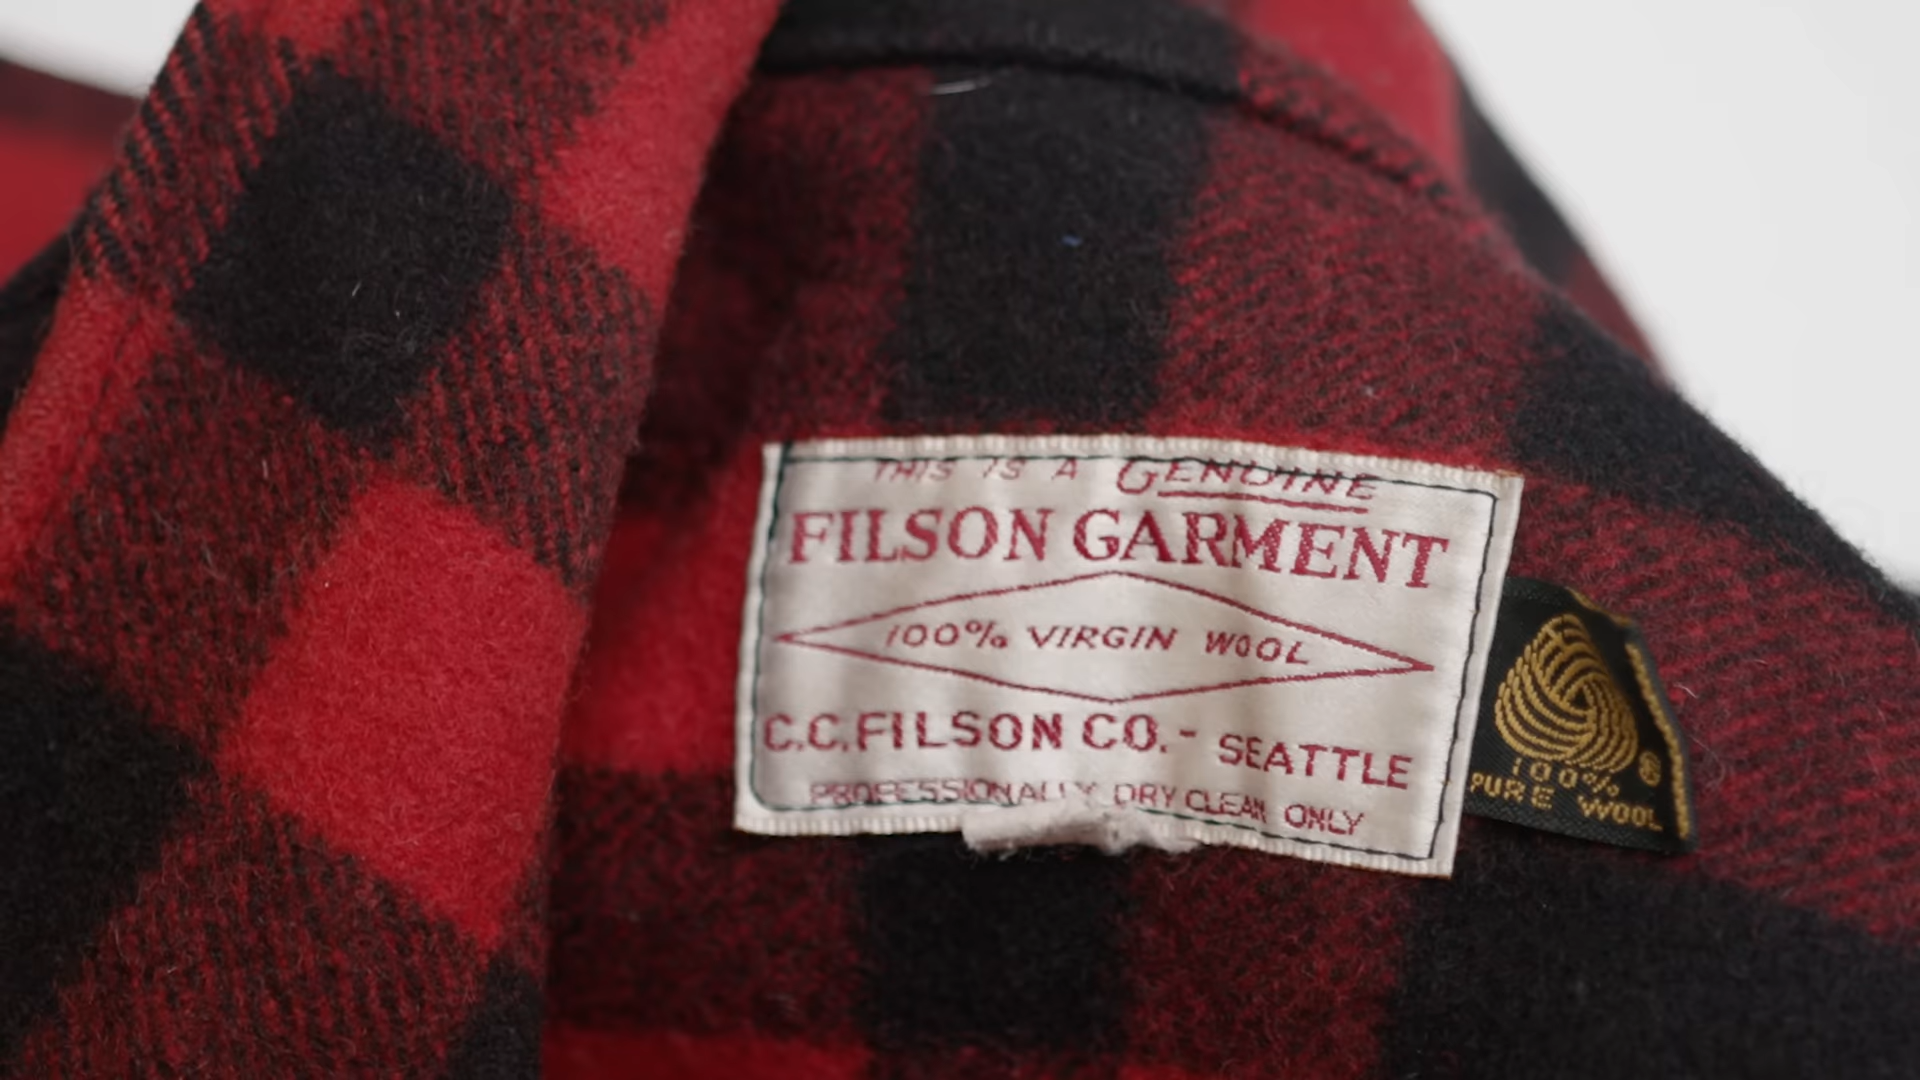 THIS IS A GENUINE
FILSON GARMENT
100% VIRGIN WOOL
C.C. FILSON CO. - SEATTLE
PROFESSIONALLY DRY CLEAN ONLY
100%
PURE WOOL